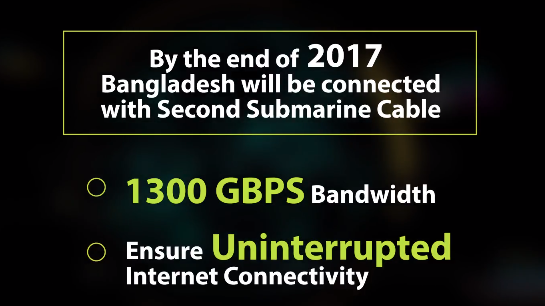 By the end of 2017
Bangladesh will be connected
with Second Submarine Cable
1300 GBPS Bandwidth
Ensure Uninterrupted
Internet Connectivity